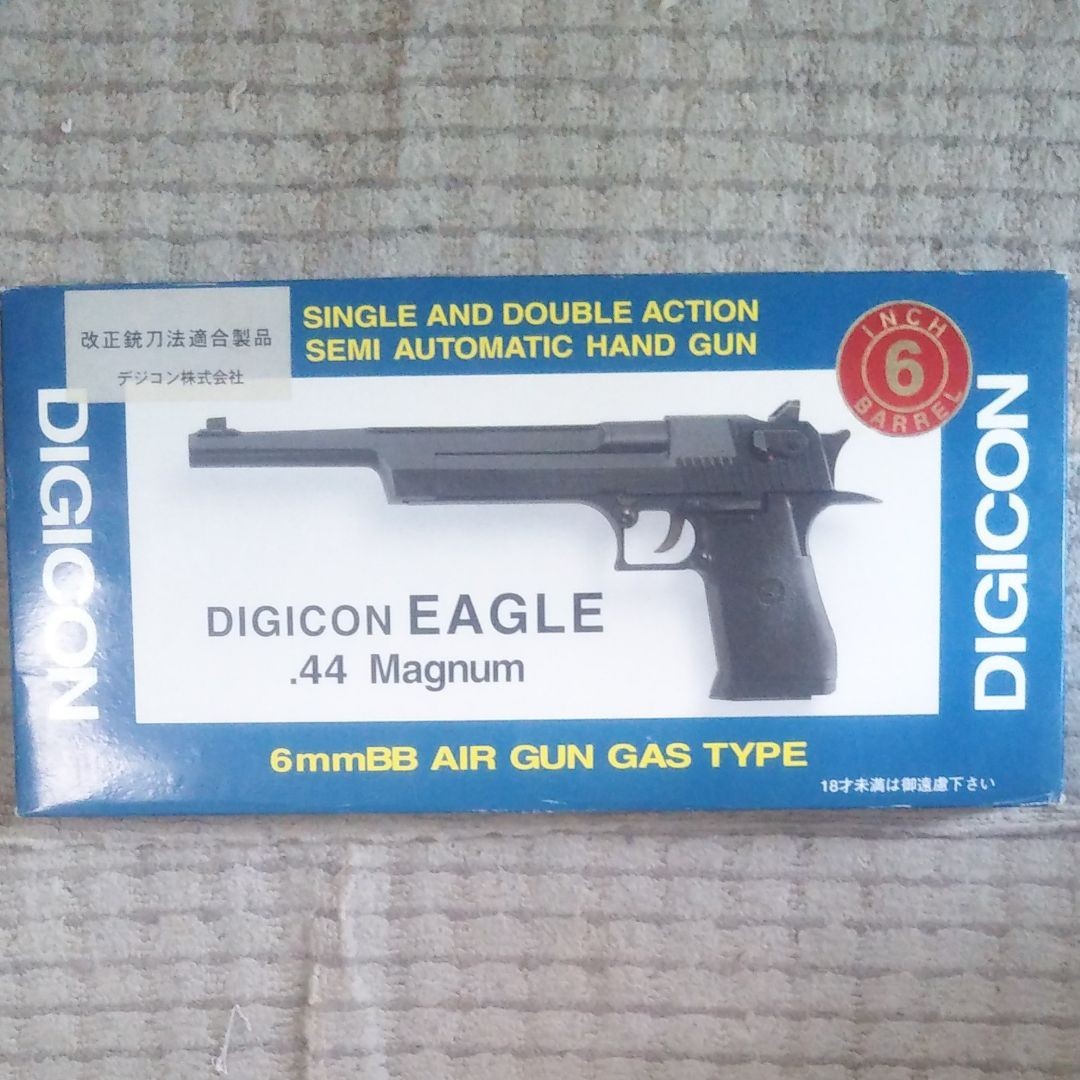 改正銃刀法適合製品
デジコン株式会社
SINGLE AND DOUBLE ACTION
SEMI AUTOMATIC HAND GUN
INCH
6
BARREL
DIGICON
DIGICON
DIGICON EAGLE
.44 Magnum
6mmBB AIR GUN GAS TYPE
18才未満は御遠慮下さい